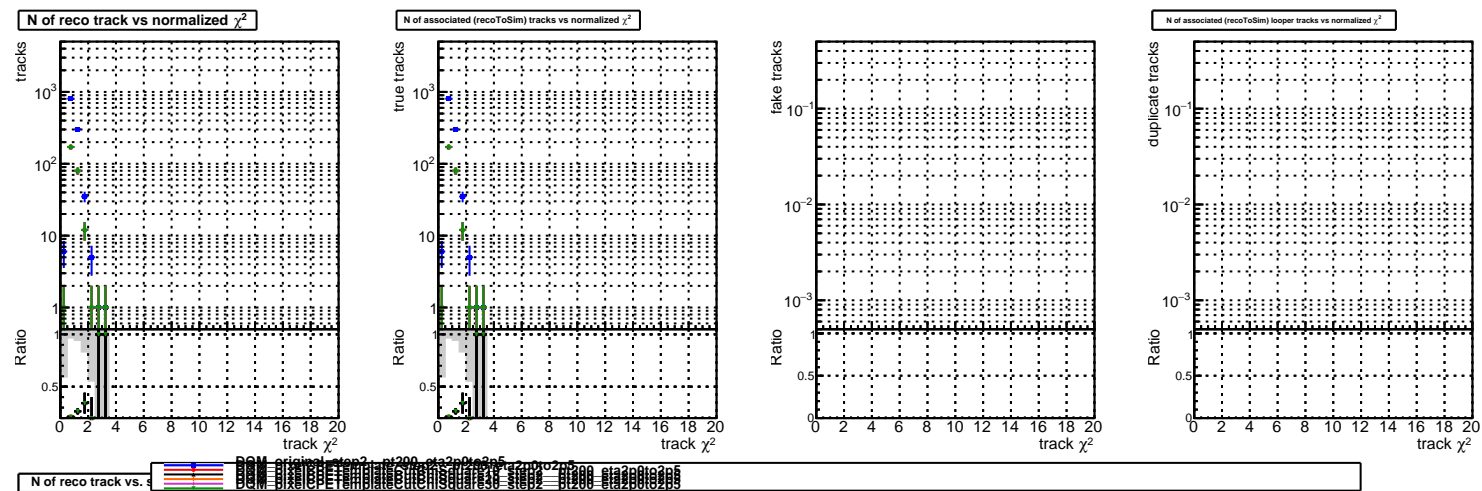 N of reco track vs normalized χ²
N of associated (recoToSim) tracks vs normalized χ²
N of associated (recoToSim) looper tracks vs normalized χ²
tracks
10³
10²
10
1
Ratio
1
0.5
0 2 4 6 8 10 12 14 16 18 20
track χ²
true tracks
10³
10²
10
1
Ratio
1
0.5
0 2 4 6 8 10 12 14 16 18 20
track χ²
fake tracks
10⁻¹
10⁻²
10⁻³
Ratio
1
0.5
0
0 2 4 6 8 10 12 14 16 18 20
track χ²
duplicate tracks
10⁻¹
10⁻²
10⁻³
Ratio
1
0.5
0
0 2 4 6 8 10 12 14 16 18 20
track χ²
N of reco track vs.